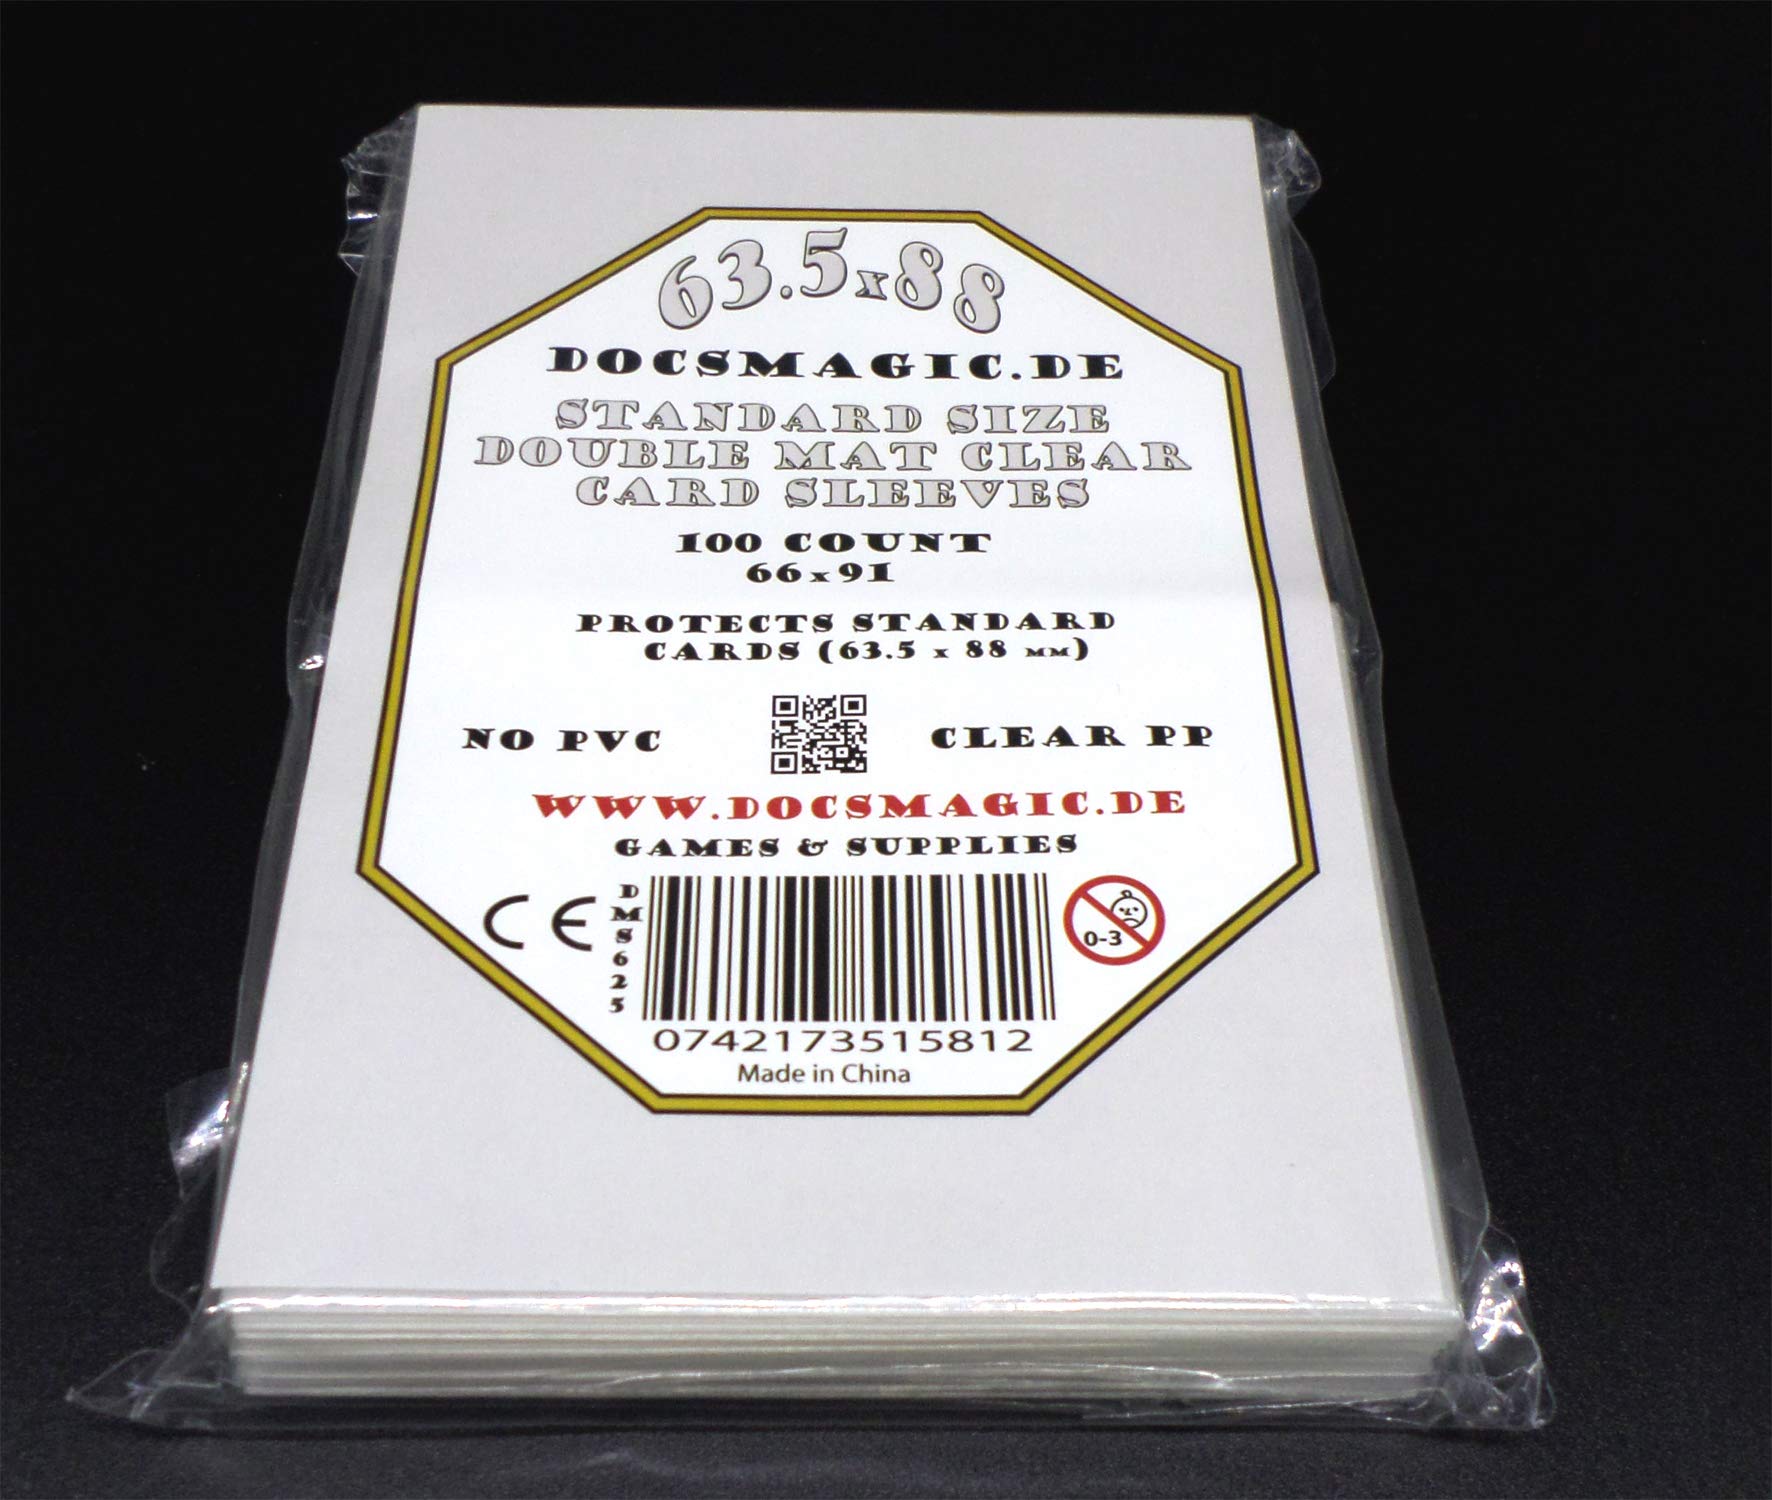 63.5x88
DOCSMAGIC.DE
STANDARD SIZE
DOUBLE MAT CLEAR
CARD SLEEVES
100 COUNT
66x91
PROTECTS STANDARD
CARDS (63.5 x 88 MM)
NO PVC
CLEAR PP
WWW.DOCSMAGIC.DE
GAMES & SUPPLIES
CE
DMS625
0-3
0742173515812
Made in China